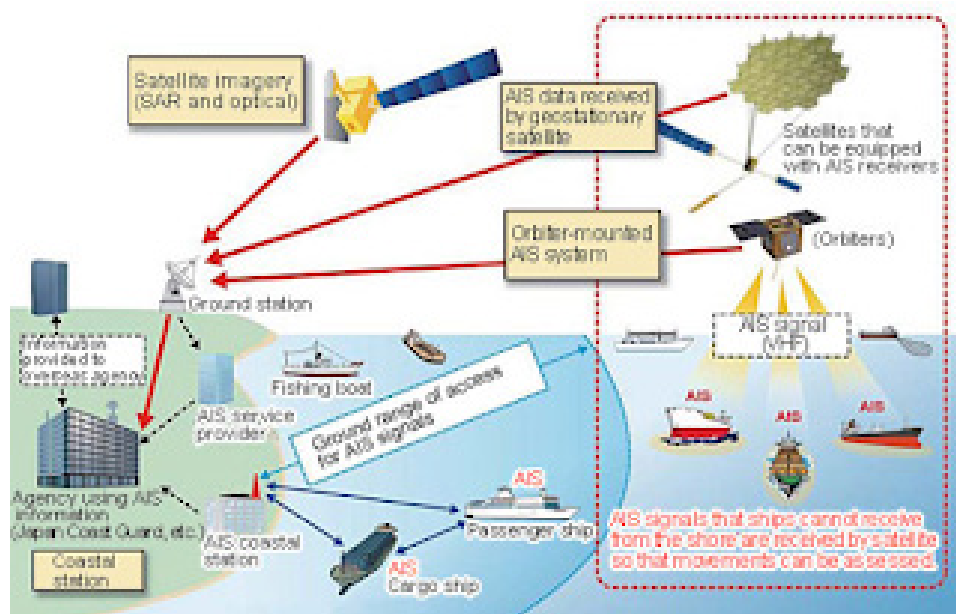 Satellite imagery
(SAR and optical)
AIS data received
by geostationary
satellite
Satellites that
can be equipped
with AIS receivers
Orbiter-mounted
AIS system
(Orbiters)
Ground station
Information
provided to
overseas agency
AIS signal
(VHF)
Fishing boat
AIS service
providers
Ground range of access
for AIS signals
AIS
AIS
AIS
Agency using AIS
information
(Japan Coast Guard, etc.)
AIS coastal
station
AIS
Passenger ship
AIS
Cargo ship
AIS signals that ships cannot receive
from the shore are received by satellite
so that movements can be assessed.
Coastal
station